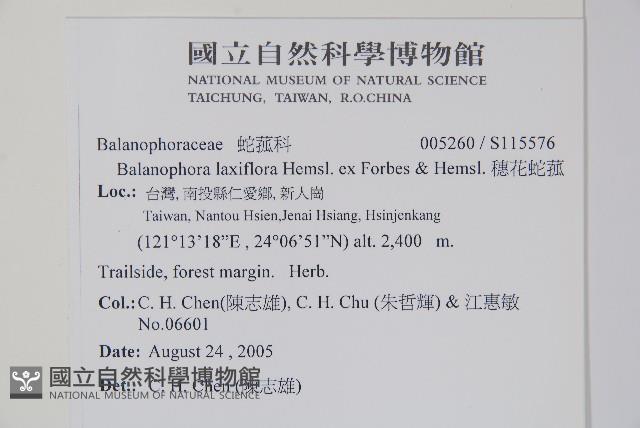 國立自然科學博物館
NATIONAL MUSEUM OF NATURAL SCIENCE
TAICHUNG, TAIWAN, R.O.CHINA
Balanophoraceae 蛇菰科 005260 / S115576
Balanophora laxiflora Hemsl. ex Forbes & Hemsl. 穗花蛇菰
Loc.: 台灣, 南投縣仁愛鄉, 新人崗
Taiwan, Nantou Hsien,Jenai Hsiang, Hsinjenkang
(121°13'18”E , 24°06'51”N) alt. 2,400 m.
Trailside, forest margin. Herb.
Col.: C. H. Chen(陳志雄), C. H. Chu (朱哲輝) & 江惠敏
No.06601
Date: August 24 , 2005
Det.: C. H. Chen (陳志雄)
國立自然科學博物館
NATIONAL MUSEUM OF NATURAL SCIENCE